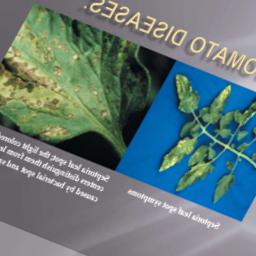 TOMATO DISEASES:
Septoria leaf spot the light colored
centers distinguish them from
caused by bacterial spot and
Septoria leaf spot symptoms